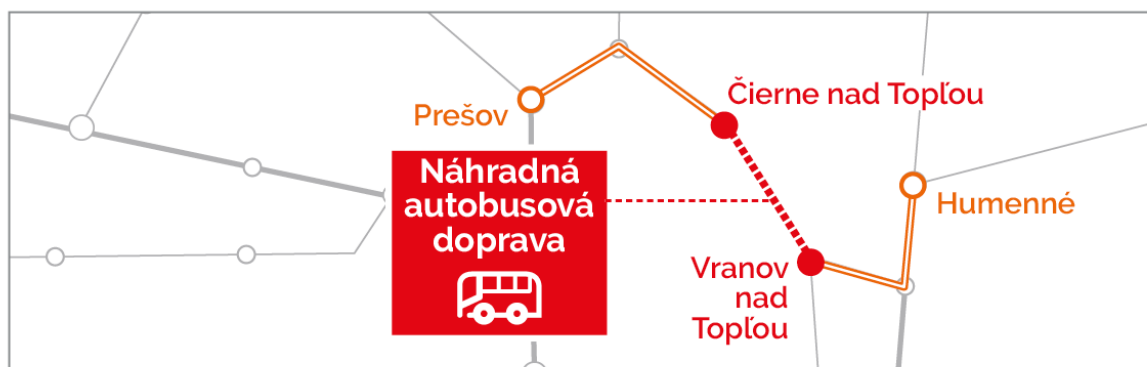 Prešov
Čierne nad Topľou
Náhradná
autobusová
doprava
Humenné
Vranov
nad
Topľou